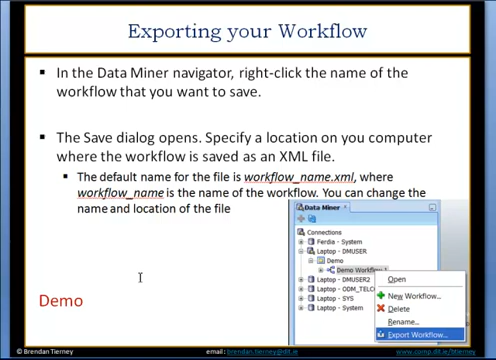 Exporting your Workflow
In the Data Miner navigator, right-click the name of the
workflow that you want to save.
The Save dialog opens. Specify a location on you computer
where the workflow is saved as an XML file.
The default name for the file is workflow_name.xml, where
workflow_name is the name of the workflow. You can change the
name and location of the file
Data Miner
Connections
Ferdia - System
Laptop - DMUSER
Demo
Demo Workflow 1
Laptop - DMUSER2
Laptop - ODM_TELCO
Laptop - SYS
Laptop - System
Open
New Workflow...
Delete
Rename...
Export Workflow...
Demo
© Brendan Tierney
email : brendan.tierney@dit.ie
www.comp.dit.ie/btierney